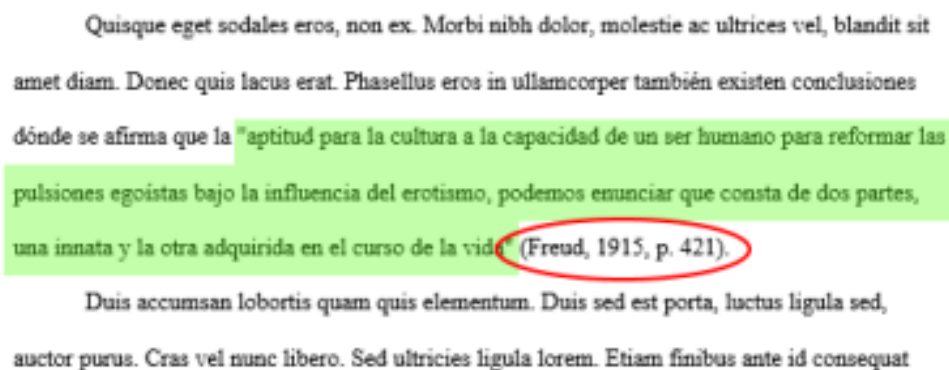 Quisque eget sodales eros, non ex. Morbi nibh dolor, molestie ac ultrices vel, blandit sit
amet diam. Donec quis lacus erat. Phasellus eros in ullamcorper también existen conclusiones
dónde se afirma que la "aptitud para la cultura a la capacidad de un ser humano para reformar las
pulsiones egoístas bajo la influencia del erotismo, podemos enunciar que consta de dos partes,
una innata y la otra adquirida en el curso de la vida" (Freud, 1915, p. 421).
Duis accumsan lobortis quam quis elementum. Duis sed est porta, luctus ligula sed,
auctor purus. Cras vel nunc libero. Sed ultricies ligula lorem. Etiam finibus ante id consequat